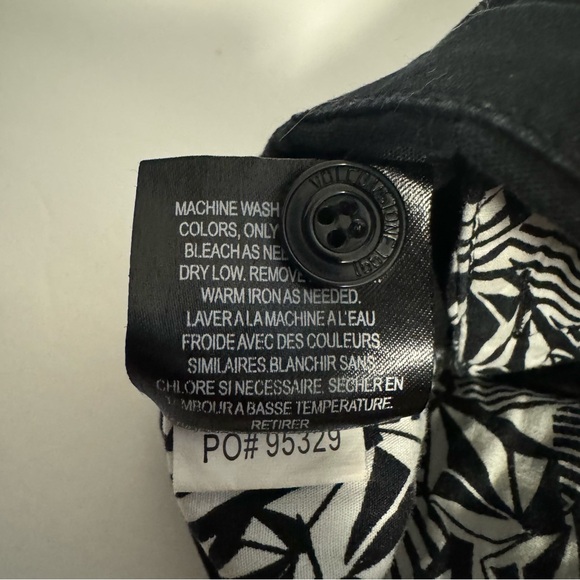 MACHINE WASH
COLORS, ONLY
BLEACH AS
DRY LOW. REMOVE
WARM IRON AS NEEDED.
LAVER A LA MACHINE A L'EAU
FROIDE AVEC DES COULEURS
SIMILAIRES.BLANCHIR SANS
CHLORE SI NECESSAIRE. SECHER EN
TAMBOUR A BASSE TEMPERATURE.
RETIRER
PO# 95329